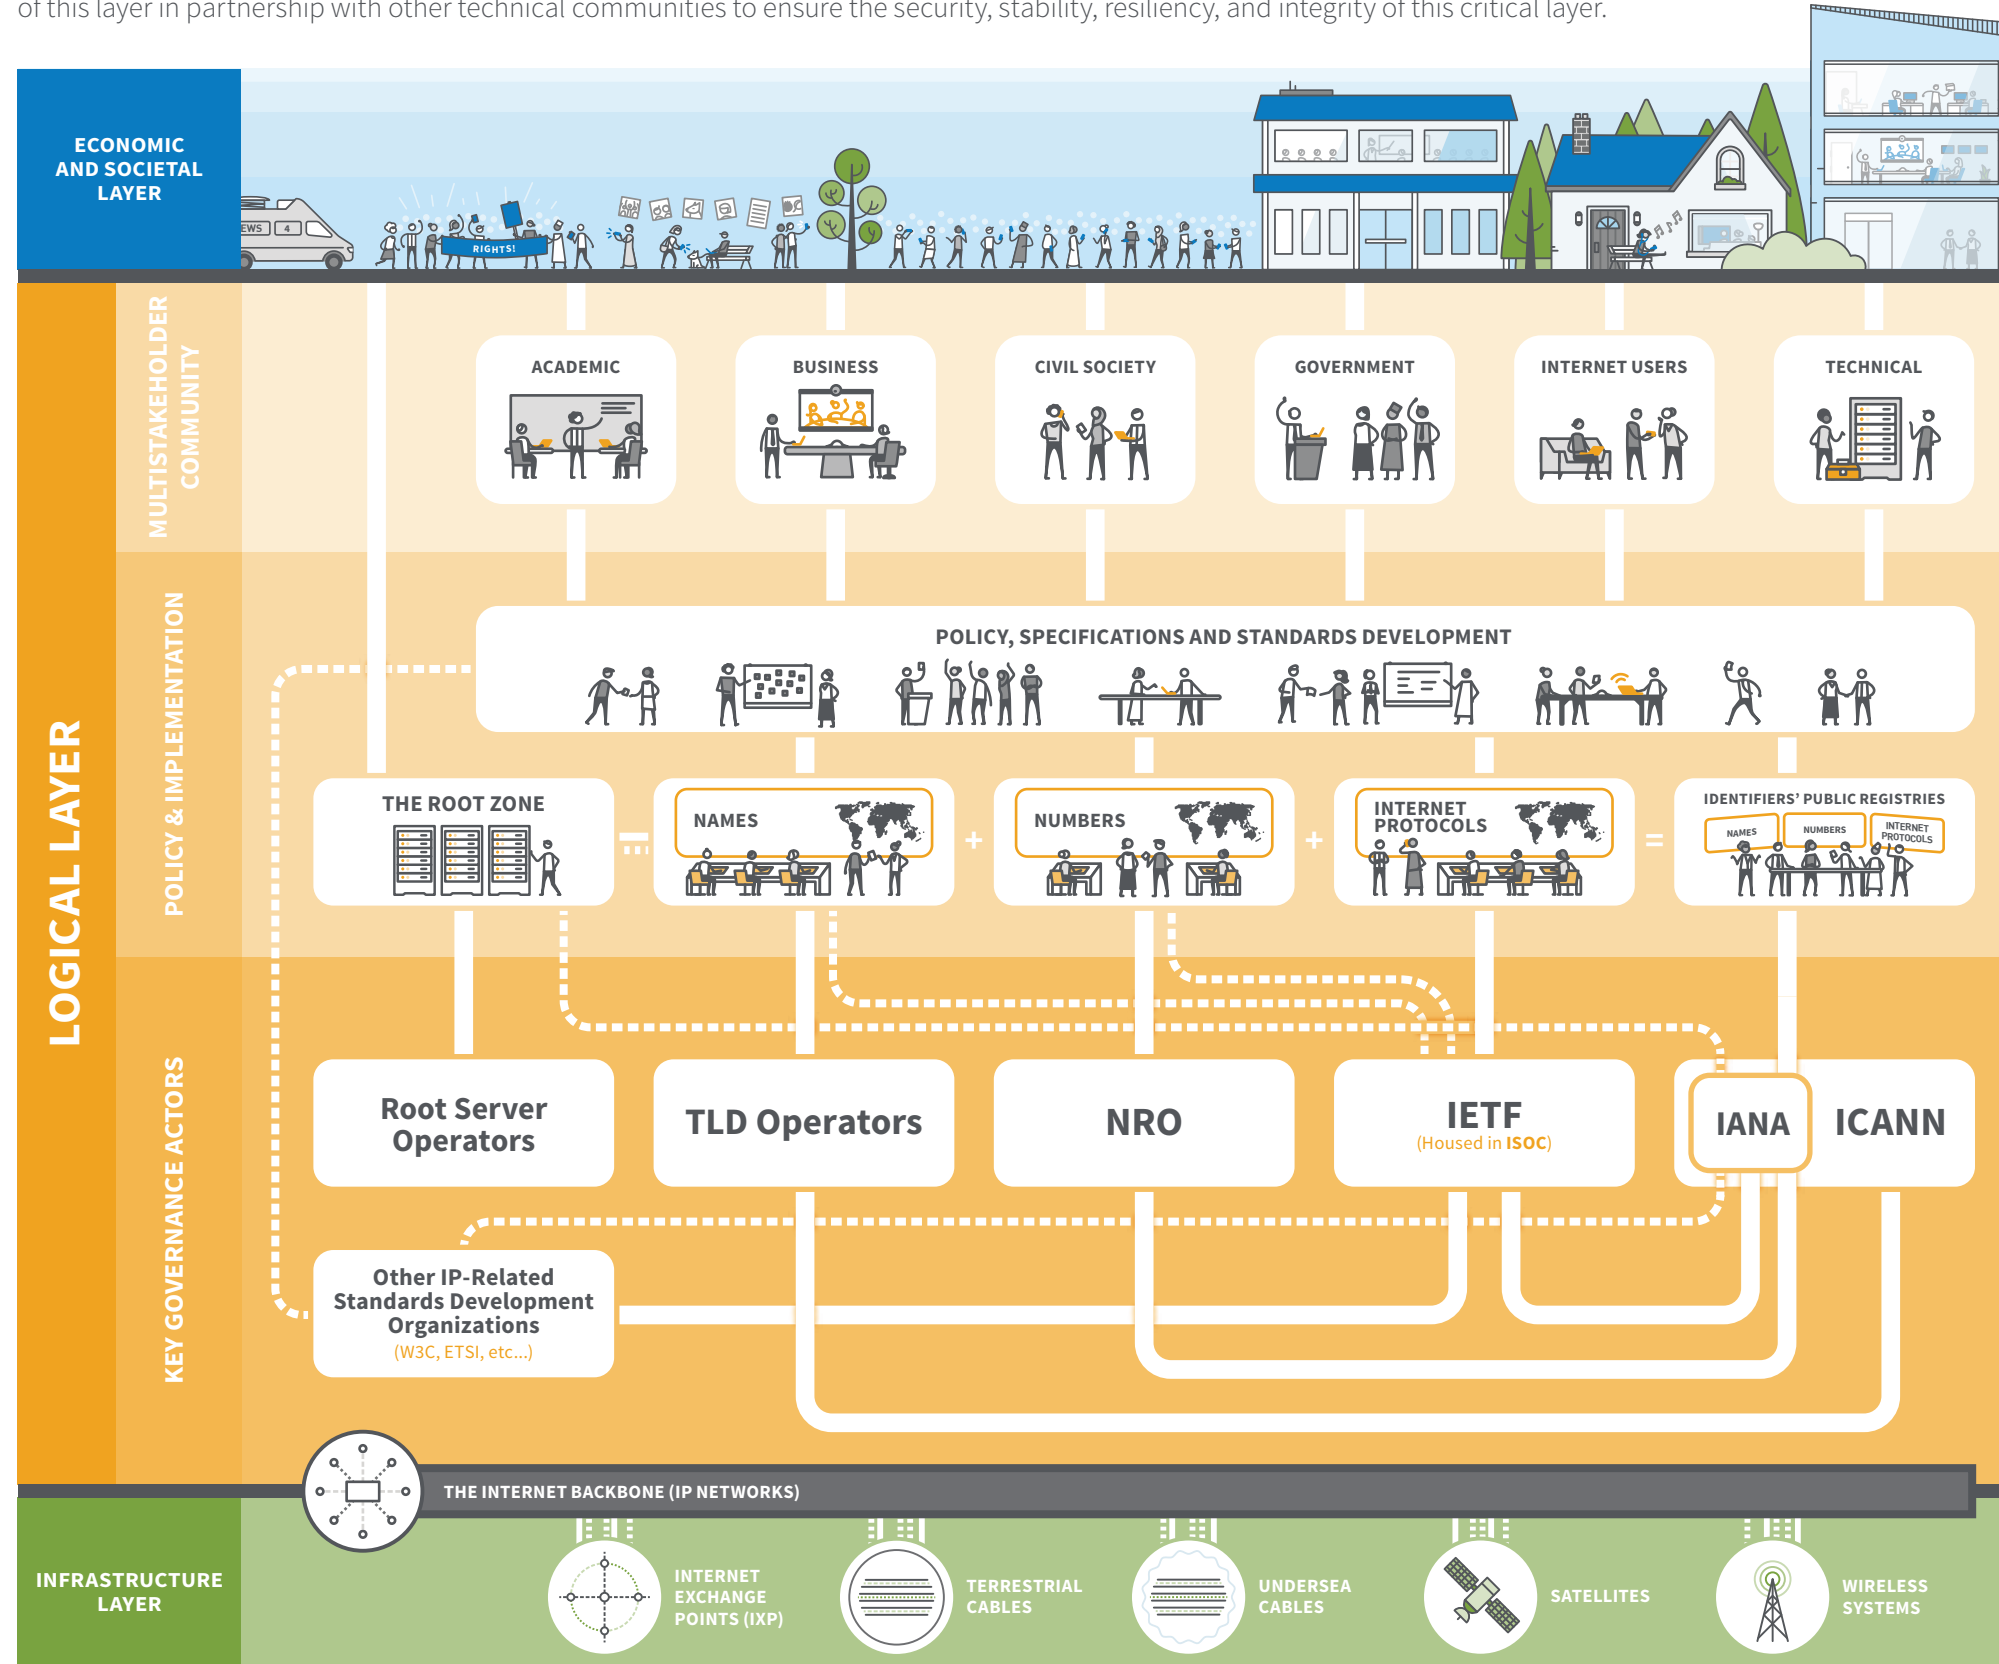 of this layer in partnership with other technical communities to ensure the security, stability, resiliency, and integrity of this critical layer.
ECONOMIC
AND SOCIETAL
LAYER
EWS 4
RIGHTS!
LOGICAL LAYER
MULTISTAKEHOLDER
COMMUNITY
ACADEMIC
BUSINESS
CIVIL SOCIETY
GOVERNMENT
INTERNET USERS
TECHNICAL
POLICY & IMPLEMENTATION
POLICY, SPECIFICATIONS AND STANDARDS DEVELOPMENT
THE ROOT ZONE
=
NAMES
+
NUMBERS
+
INTERNET
PROTOCOLS
=
IDENTIFIERS’ PUBLIC REGISTRIES
NAMES
NUMBERS
INTERNET
PROTOCOLS
KEY GOVERNANCE ACTORS
Root Server
Operators
TLD Operators
NRO
IETF
(Housed in ISOC)
IANA
ICANN
Other IP-Related
Standards Development
Organizations
(W3C, ETSI, etc...)
THE INTERNET BACKBONE (IP NETWORKS)
INFRASTRUCTURE
LAYER
INTERNET
EXCHANGE
POINTS (IXP)
TERRESTRIAL
CABLES
UNDERSEA
CABLES
SATELLITES
WIRELESS
SYSTEMS